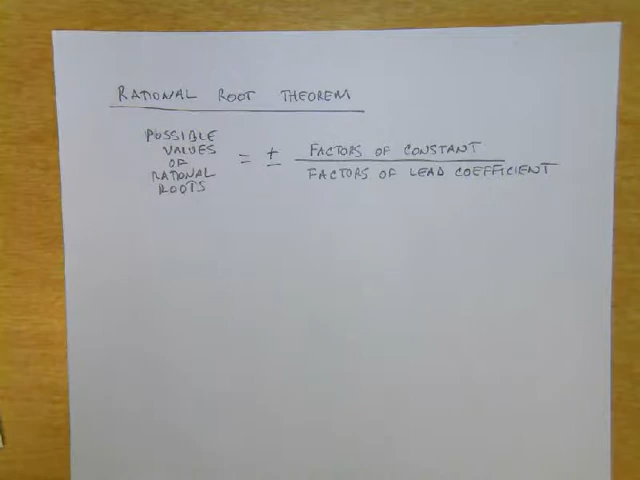 RATIONAL ROOT THEOREM
POSSIBLE
VALUES
OF
RATIONAL
ROOTS
= ±
FACTORS OF CONSTANT
FACTORS OF LEAD COEFFICIENT